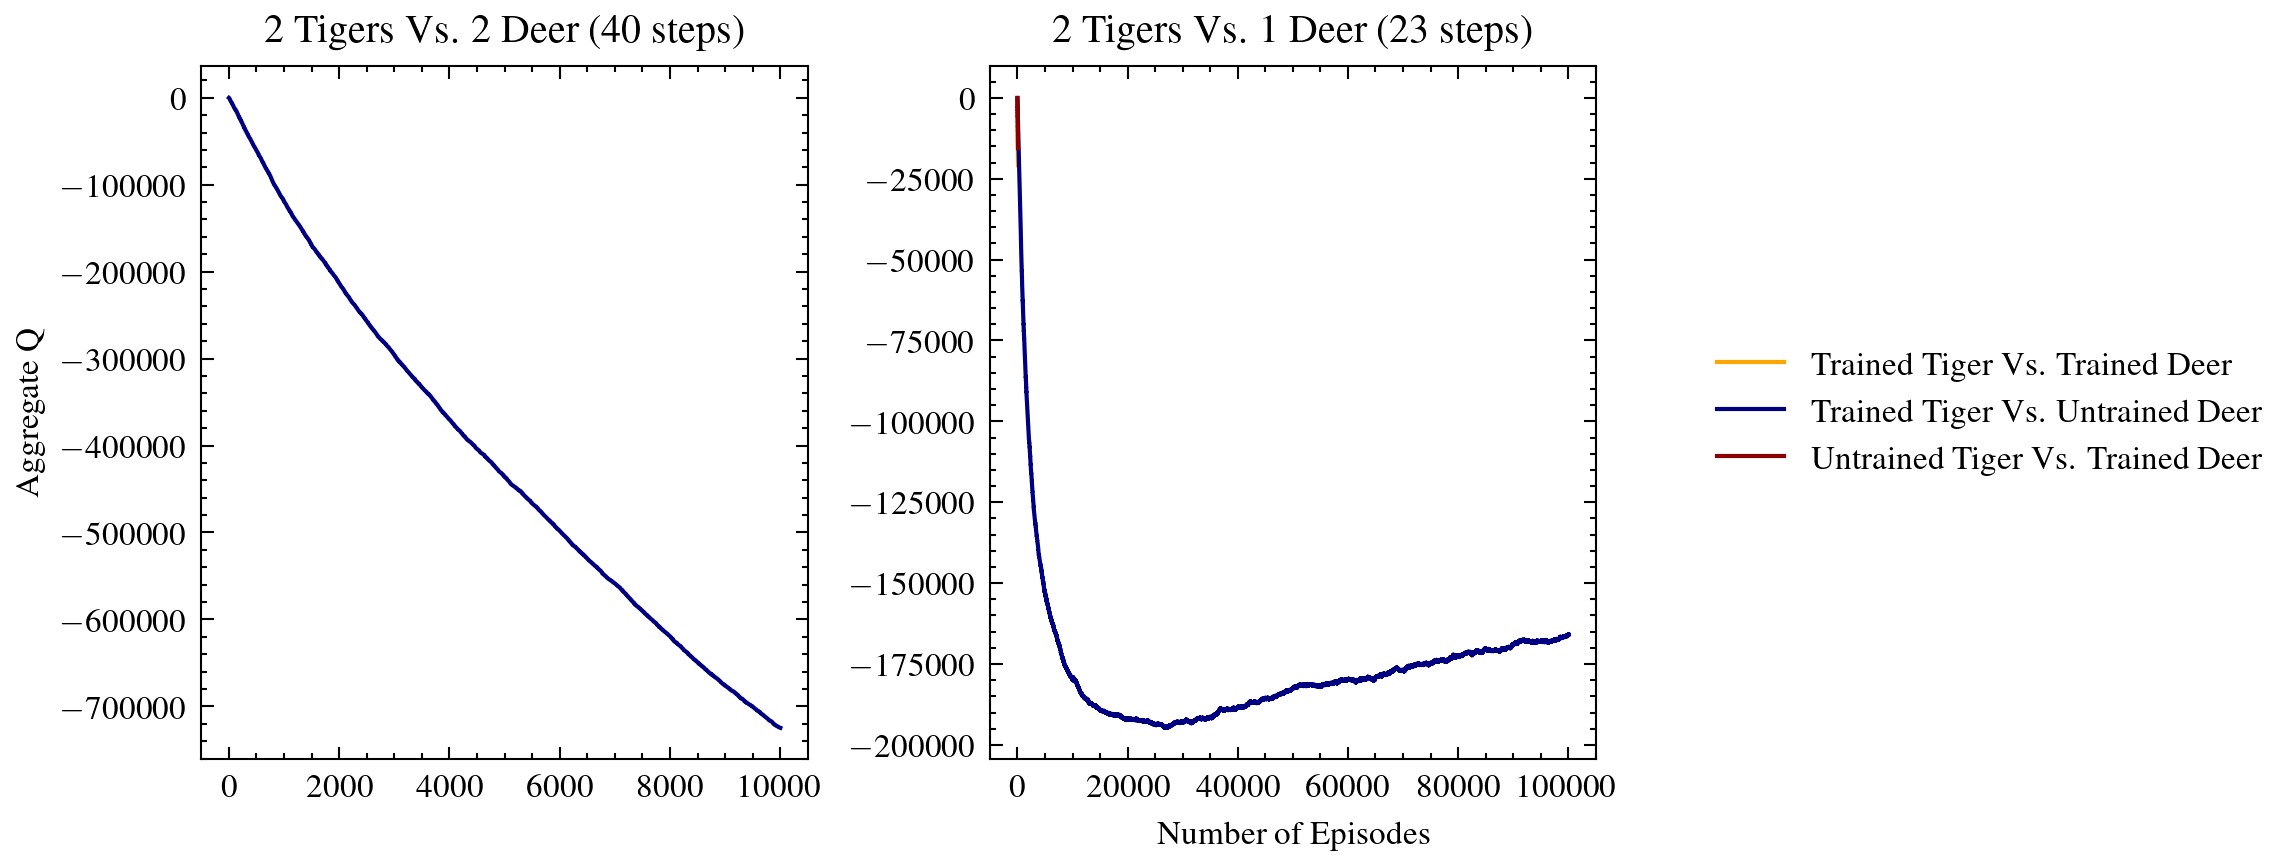 2 Tigers Vs. 2 Deer (40 steps)
0
−100000
−200000
−300000
−400000
−500000
−600000
−700000
Aggregate Q
0 2000 4000 6000 8000 10000
2 Tigers Vs. 1 Deer (23 steps)
0
−25000
−50000
−75000
−100000
−125000
−150000
−175000
−200000
0 20000 40000 60000 80000 100000
Number of Episodes
Trained Tiger Vs. Trained Deer
Trained Tiger Vs. Untrained Deer
Untrained Tiger Vs. Trained Deer